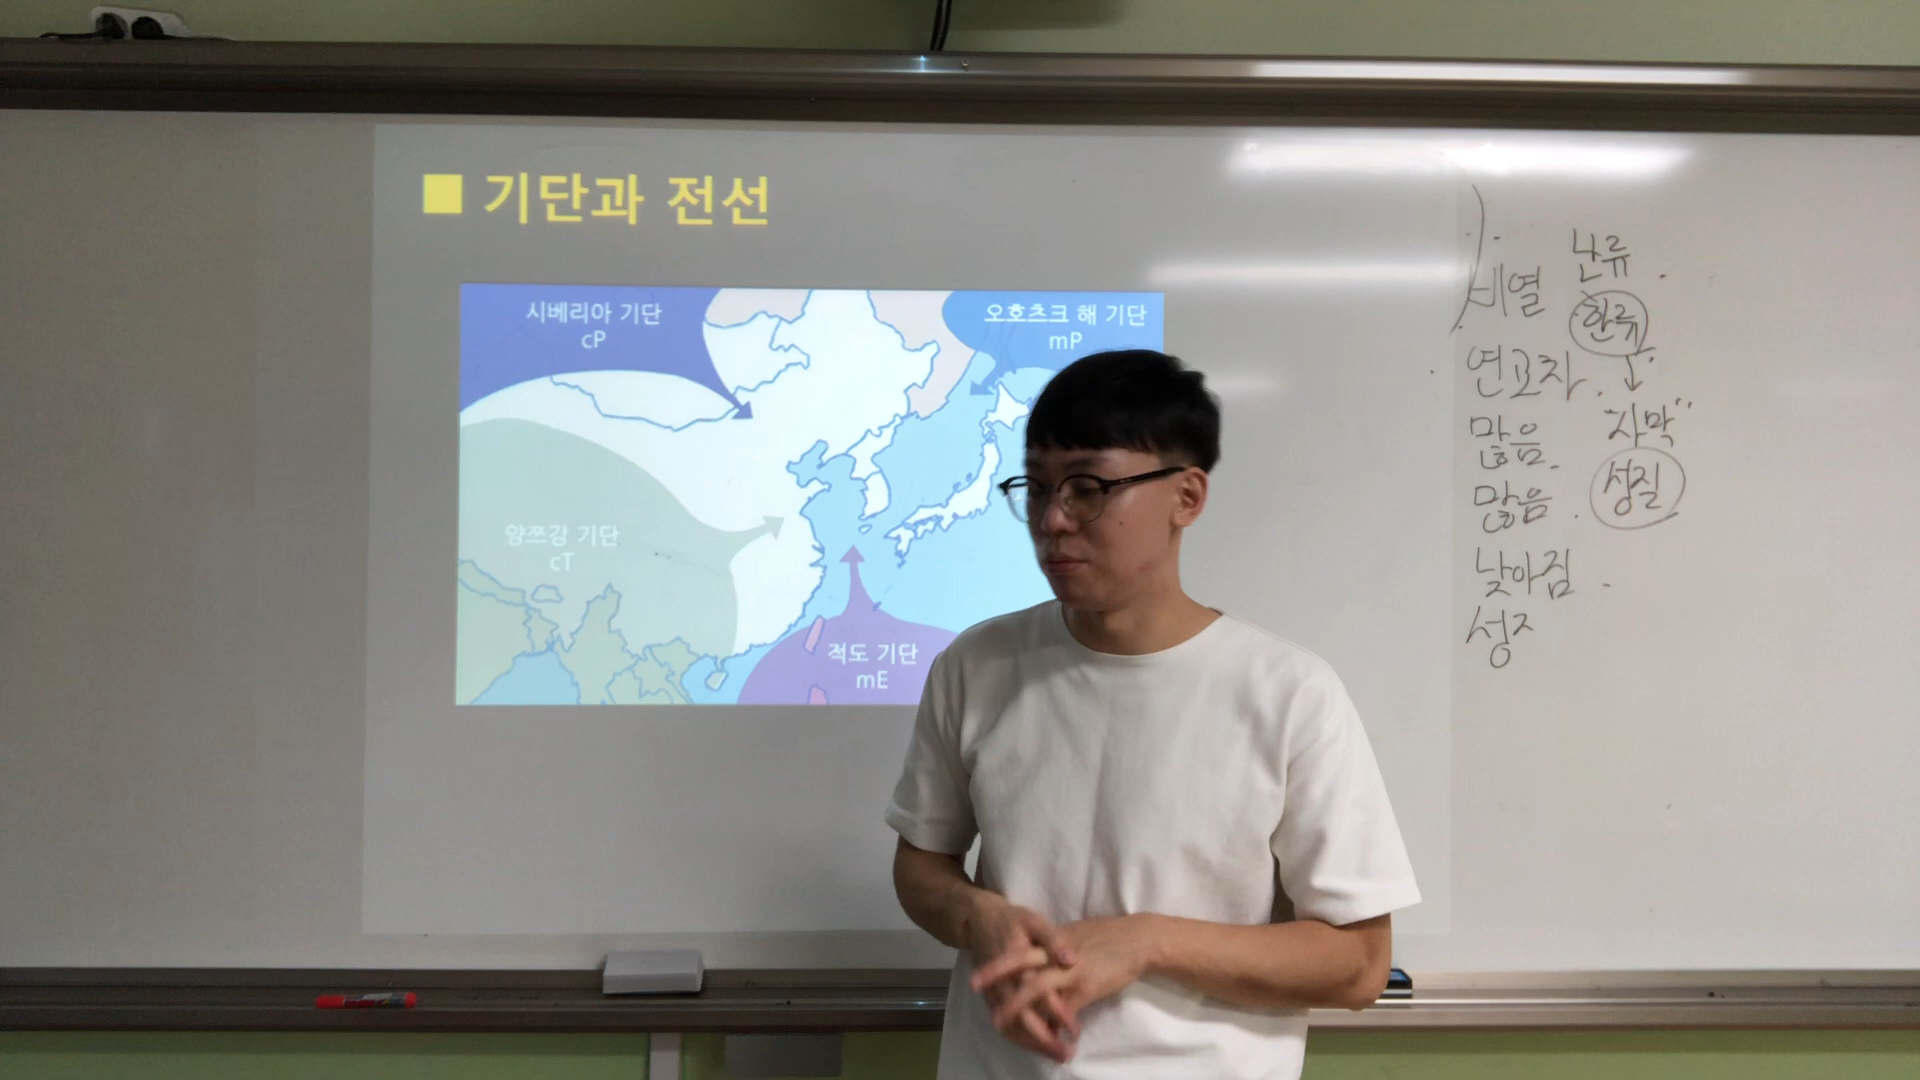 ■ 기단과 전선
시베리아 기단
cP
오호츠크 해 기단
mP
양쯔강 기단
cT
적도 기단
mE
비열
연교차
많음
많음
낮아짐
성지
난류
한류
↓
"사막"
성질